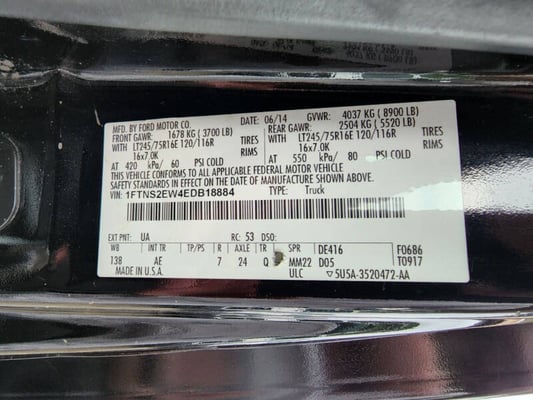 MFD. BY FORD MOTOR CO. DATE: 06/14 GVWR: 4037 KG (8900 LB)
FRONT GAWR: 1678 KG (3700 LB) REAR GAWR: 2504 KG (5520 LB)
WITH LT245/75R16E 120/116R TIRES WITH LT245/75R16E 120/116R TIRES
16x7.0K RIMS 16x7.0K RIMS
AT 420 kPa/ 60 PSI COLD AT 550 kPa/ 80 PSI COLD
THIS VEHICLE CONFORMS TO ALL APPLICABLE FEDERAL MOTOR VEHICLE
SAFETY STANDARDS IN EFFECT ON THE DATE OF MANUFACTURE SHOWN ABOVE.
VIN: 1FTNS2EW4EDB18884 TYPE: Truck
EXT PNT: UA RC: 53 DSO:
WB INT TR TP/PS R AXLE TR SPR DE416 F0686
138 AE 7 24 Q MM22 D05 T0917
MADE IN U.S.A. ULC ▽5U5A-3520472-AA